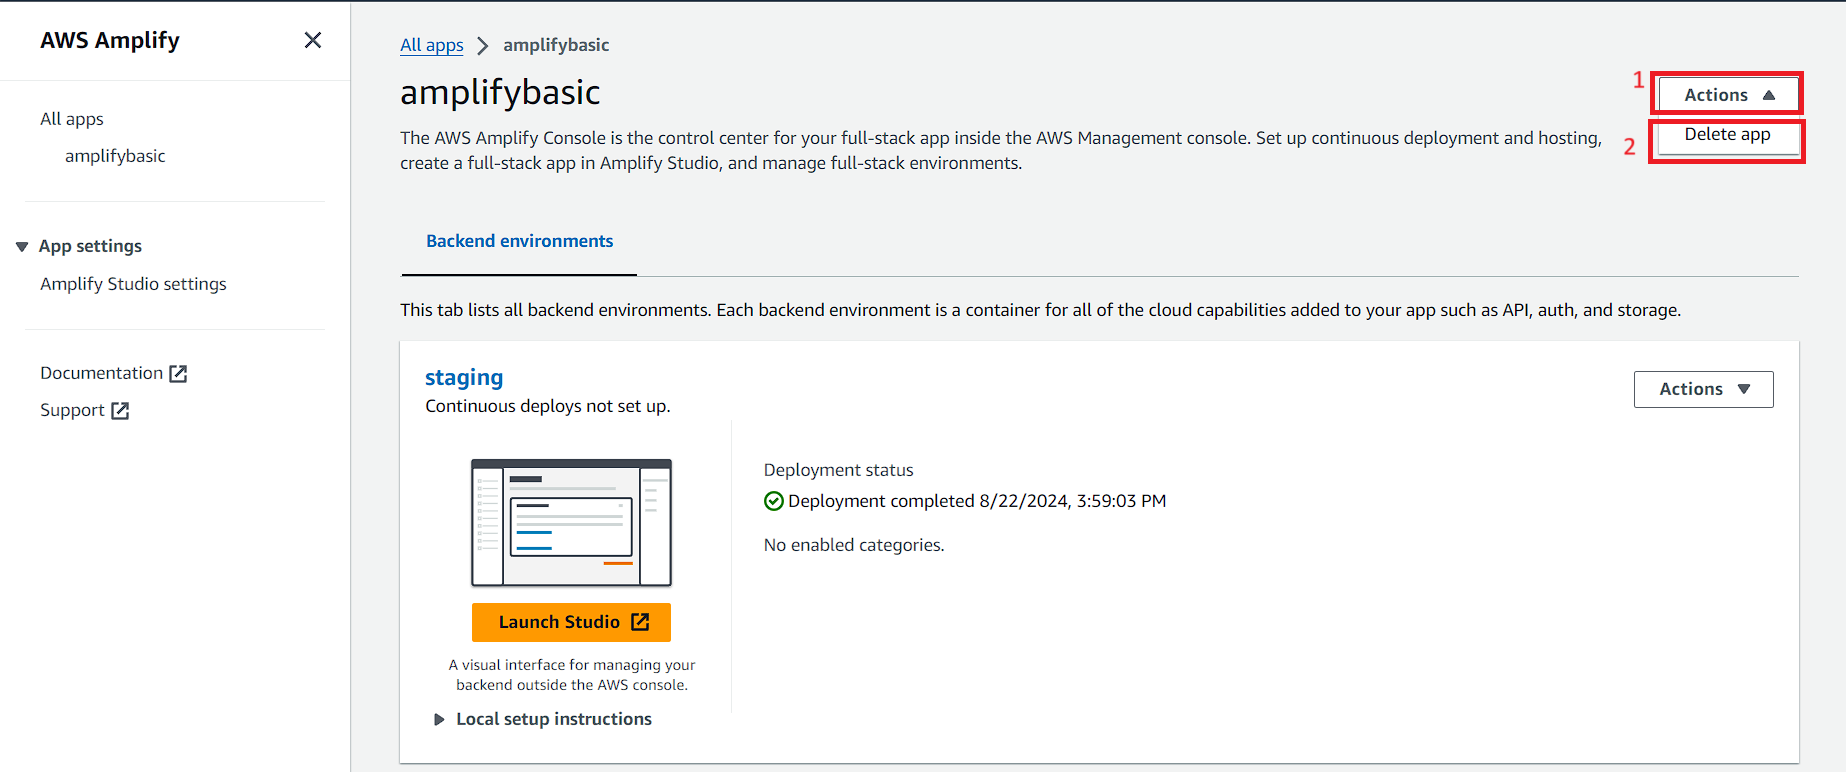 AWS Amplify
All apps
amplifybasic
App settings
Amplify Studio settings
Documentation
Support
All apps
amplifybasic
amplifybasic
The AWS Amplify Console is the control center for your full-stack app inside the AWS Management console. Set up continuous deployment and hosting,
create a full-stack app in Amplify Studio, and manage full-stack environments.
1
Actions
2
Delete app
Backend environments
This tab lists all backend environments. Each backend environment is a container for all of the cloud capabilities added to your app such as API, auth, and storage.
staging
Continuous deploys not set up.
Actions
Launch Studio
A visual interface for managing your
backend outside the AWS console.
Local setup instructions
Deployment status
Deployment completed 8/22/2024, 3:59:03 PM
No enabled categories.